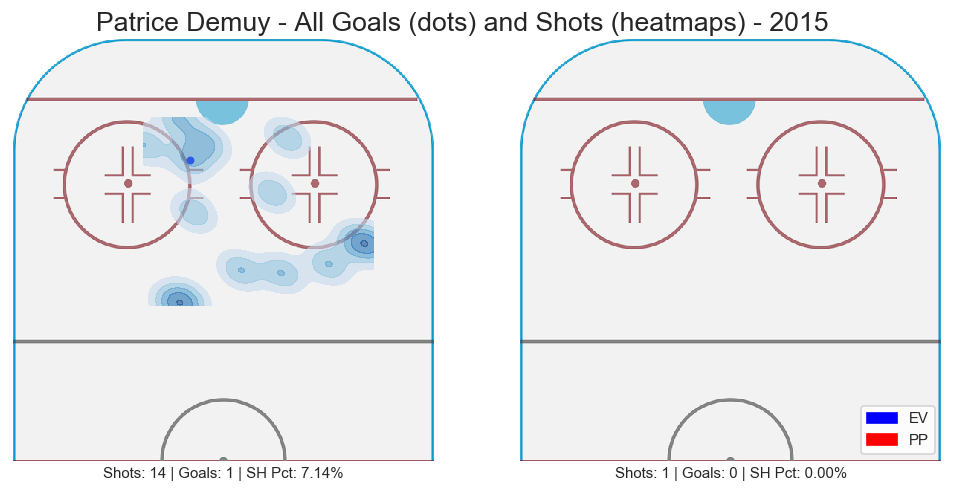 Patrice Demuy - All Goals (dots) and Shots (heatmaps) - 2015
EV
PP
Shots: 14 | Goals: 1 | SH Pct: 7.14%
Shots: 1 | Goals: 0 | SH Pct: 0.00%